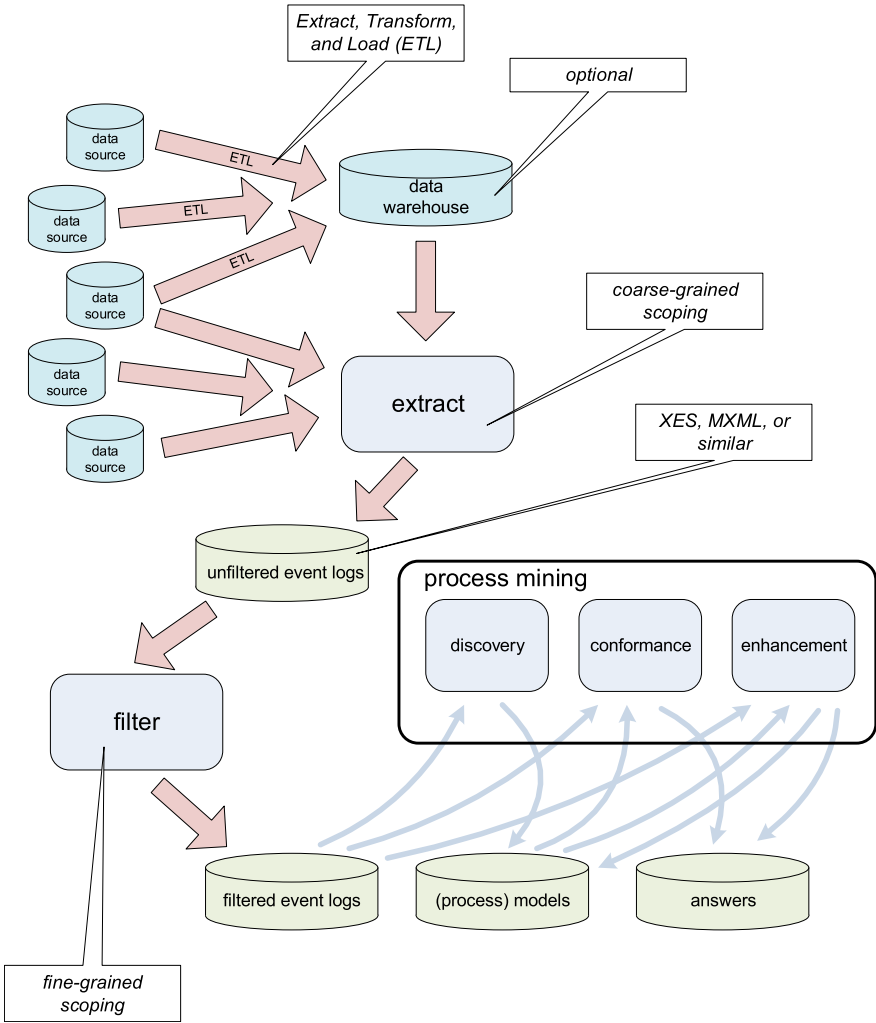 Extract, Transform,
and Load (ETL)
optional
data
source
ETL
data
warehouse
data
source
ETL
data
source
ETL
coarse-grained
scoping
data
source
extract
XES, MXML, or
similar
data
source
unfiltered event logs
process mining
discovery
conformance
enhancement
filter
filtered event logs
(process) models
answers
fine-grained
scoping